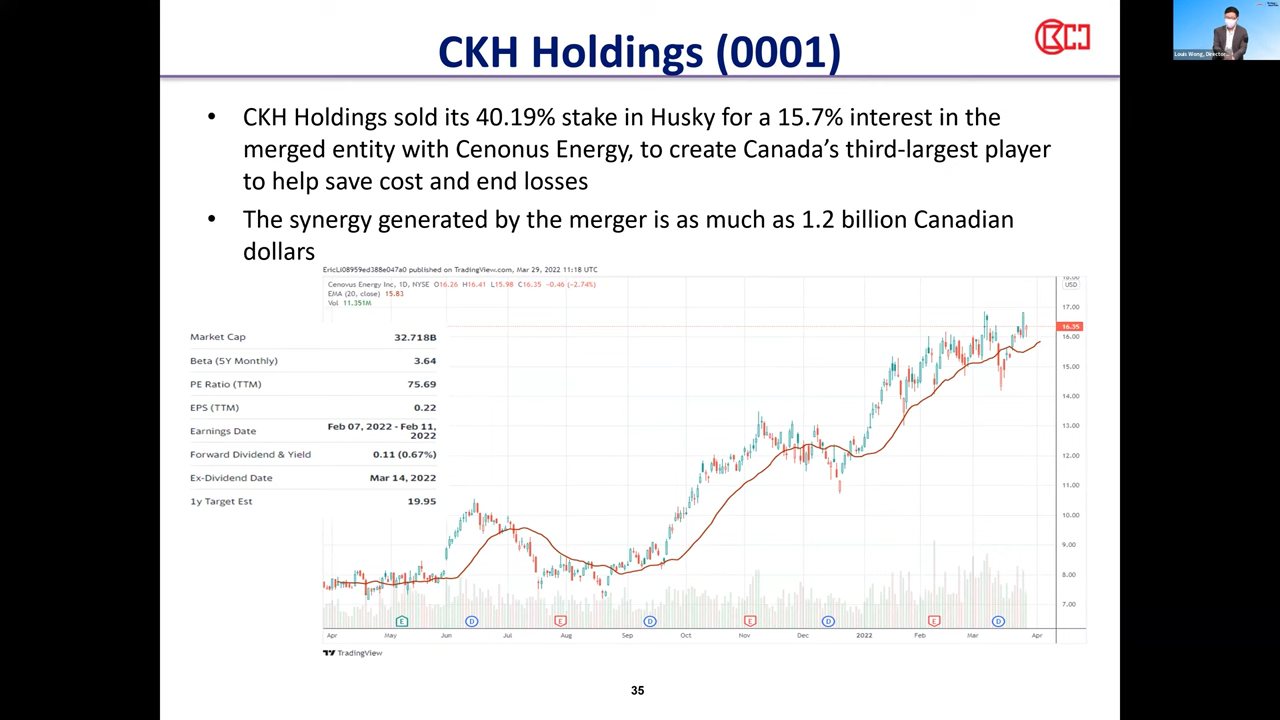 CKH Holdings (0001)
Louis Wong, Director...
• CKH Holdings sold its 40.19% stake in Husky for a 15.7% interest in the
merged entity with Cenonus Energy, to create Canada’s third-largest player
to help save cost and end losses
• The synergy generated by the merger is as much as 1.2 billion Canadian
dollars
EricLi08959ed388e047a0 published on TradingView.com, Mar 29, 2022 11:18 UTC
Cenovus Energy Inc, 1D, NYSE O16.26 H16.41 L15.98 C16.35 -0.46 (-2.74%)
EMA (20, close) 15.83
Vol 11.351M
USD
17.00
16.35
16.00
15.00
14.00
13.00
12.00
11.00
10.00
9.00
8.00
7.00
Market Cap 32.718B
Beta (5Y Monthly) 3.64
PE Ratio (TTM) 75.69
EPS (TTM) 0.22
Earnings Date Feb 07, 2022 - Feb 11,
2022
Forward Dividend & Yield 0.11 (0.67%)
Ex-Dividend Date Mar 14, 2022
1y Target Est 19.95
E D E D E D E D
Apr May Jun Jul Aug Sep Oct Nov Dec 2022 Feb Mar Apr
TradingView
35